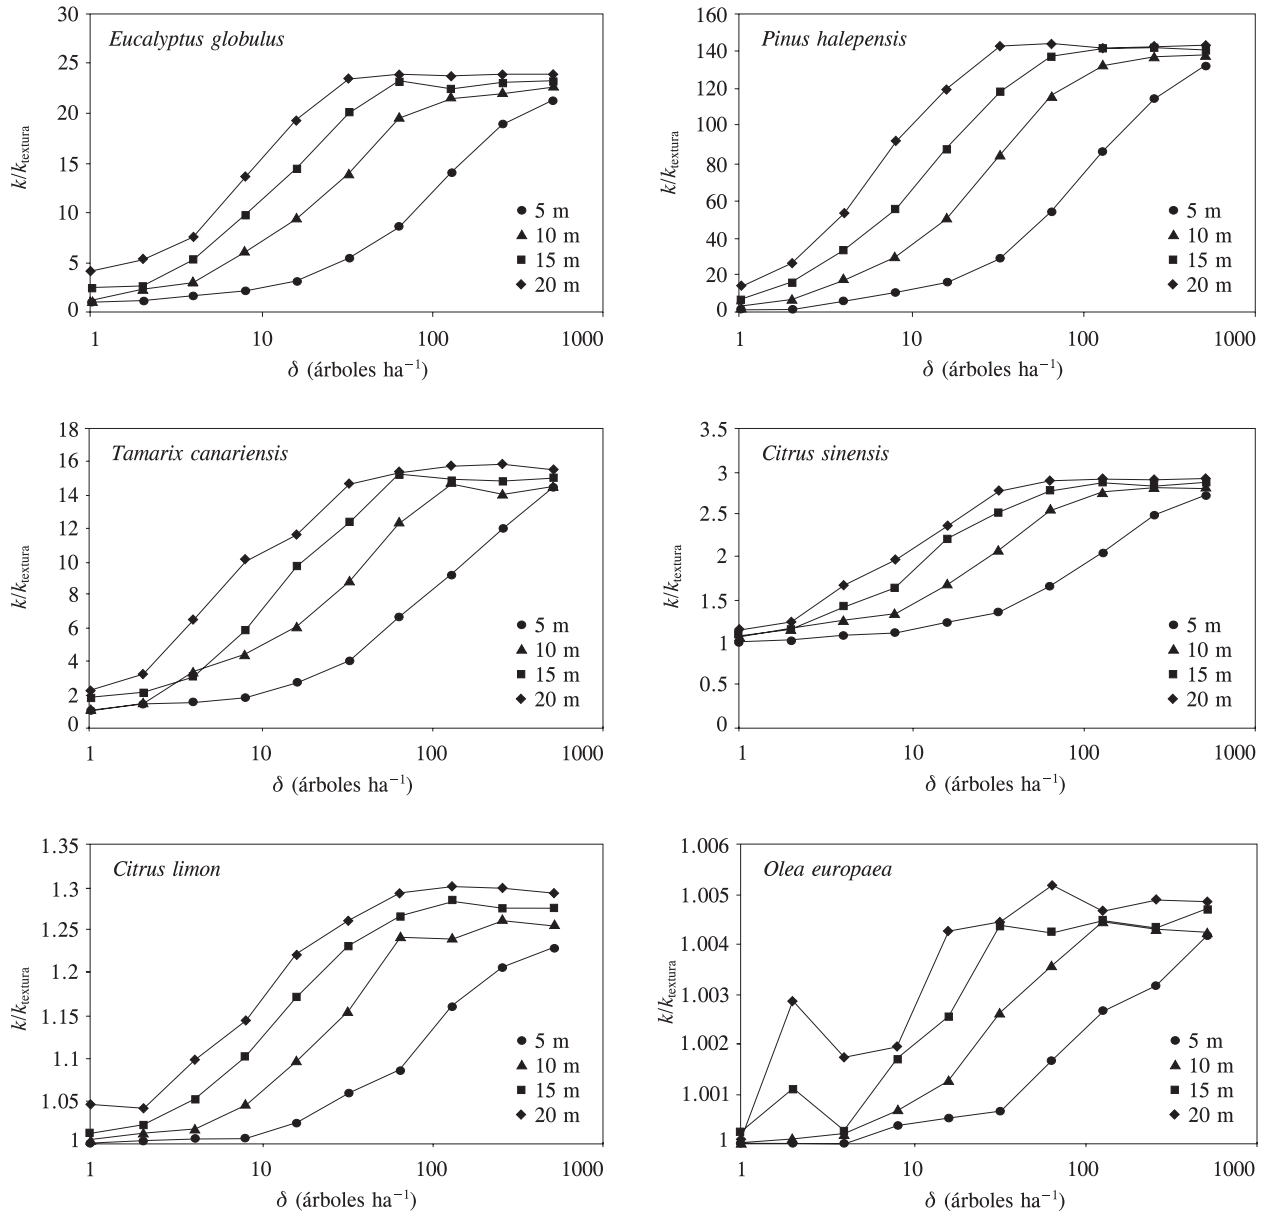 Eucalyptus globulus
30
25
20
15
10
5
0
k/k_textura
5 m
10 m
15 m
20 m
1 10 100 1000
δ (árboles ha⁻¹)
Pinus halepensis
160
140
120
100
80
60
40
20
0
k/k_textura
5 m
10 m
15 m
20 m
1 10 100 1000
δ (árboles ha⁻¹)
Tamarix canariensis
18
16
14
12
10
8
6
4
2
0
k/k_textura
5 m
10 m
15 m
20 m
1 10 100 1000
δ (árboles ha⁻¹)
Citrus sinensis
3.5
3
2.5
2
1.5
1
0.5
0
k/k_textura
5 m
10 m
15 m
20 m
1 10 100 1000
δ (árboles ha⁻¹)
Citrus limon
1.35
1.3
1.25
1.2
1.15
1.1
1.05
1
k/k_textura
5 m
10 m
15 m
20 m
1 10 100 1000
δ (árboles ha⁻¹)
Olea europaea
1.006
1.005
1.004
1.003
1.002
1.001
1
k/k_textura
5 m
10 m
15 m
20 m
1 10 100 1000
δ (árboles ha⁻¹)